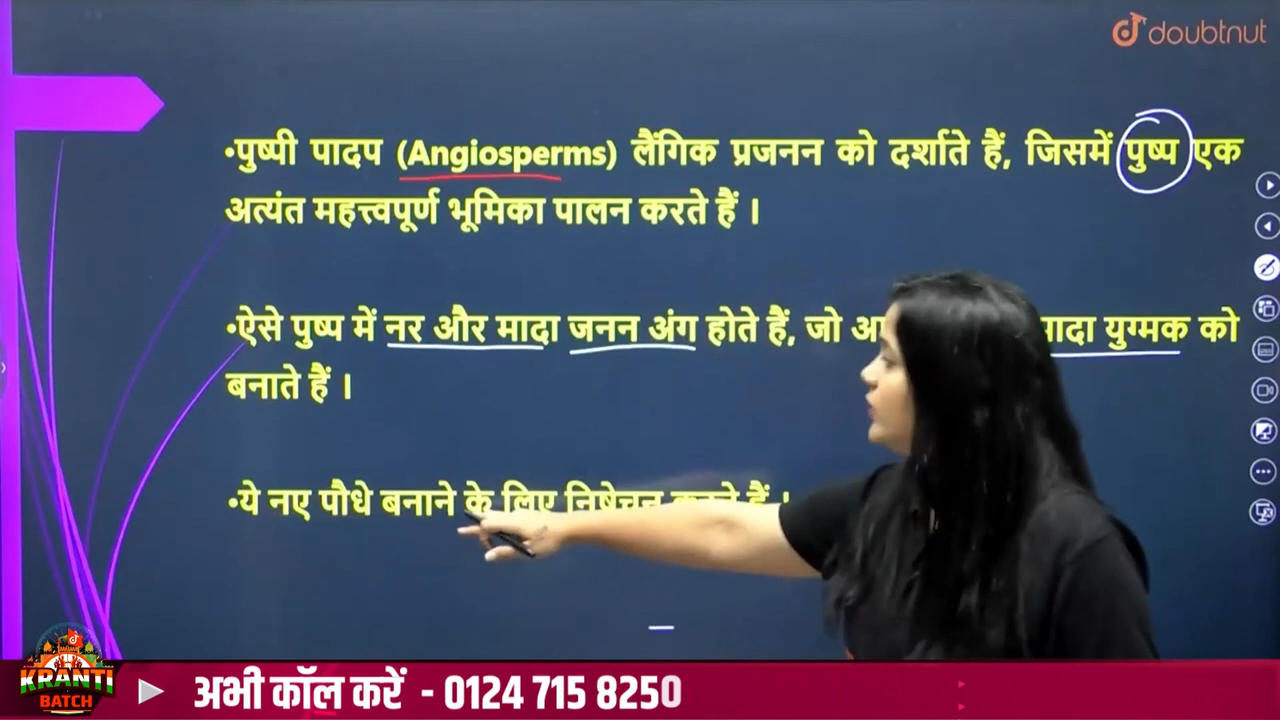 doubtnut
•पुष्पी पादप (Angiosperms) लैंगिक प्रजनन को दर्शाते हैं, जिसमें पुष्प एक
अत्यंत महत्त्वपूर्ण भूमिका पालन करते हैं ।
•ऐसे पुष्प में नर और मादा जनन अंग होते हैं, जो मादा युग्मक को
बनाते हैं ।
•ये नए पौधे बनाने के लिए निषेचन करते हैं ।
KRANTI
BATCH
अभी कॉल करें - 0124 715 8250